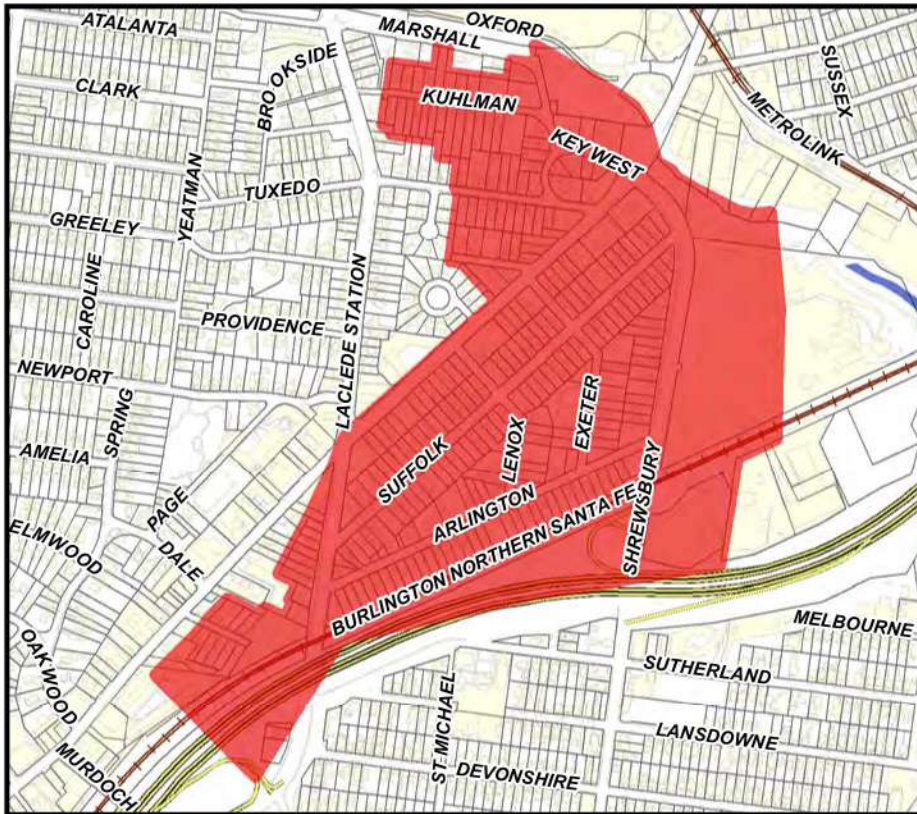 OXFORD
ATALANTA
MARSHALL
SUSSEX
BROOKSIDE
CLARK
KUHLMAN
METROLINK
KEY WEST
TUXEDO
YEATMAN
GREELEY
CAROLINE
PROVIDENCE
LACLEDE STATION
NEWPORT
SPRING
EXETER
LENOX
SUFFOLK
AMELIA
PAGE
ARLINGTON
SHREWSBURY
BURLINGTON NORTHERN SANTA FE
ELMWOOD
DALE
MELBOURNE
OAKWOOD
SUTHERLAND
ST MICHAEL
LANSDOWNE
MURDOCH
DEVONSHIRE